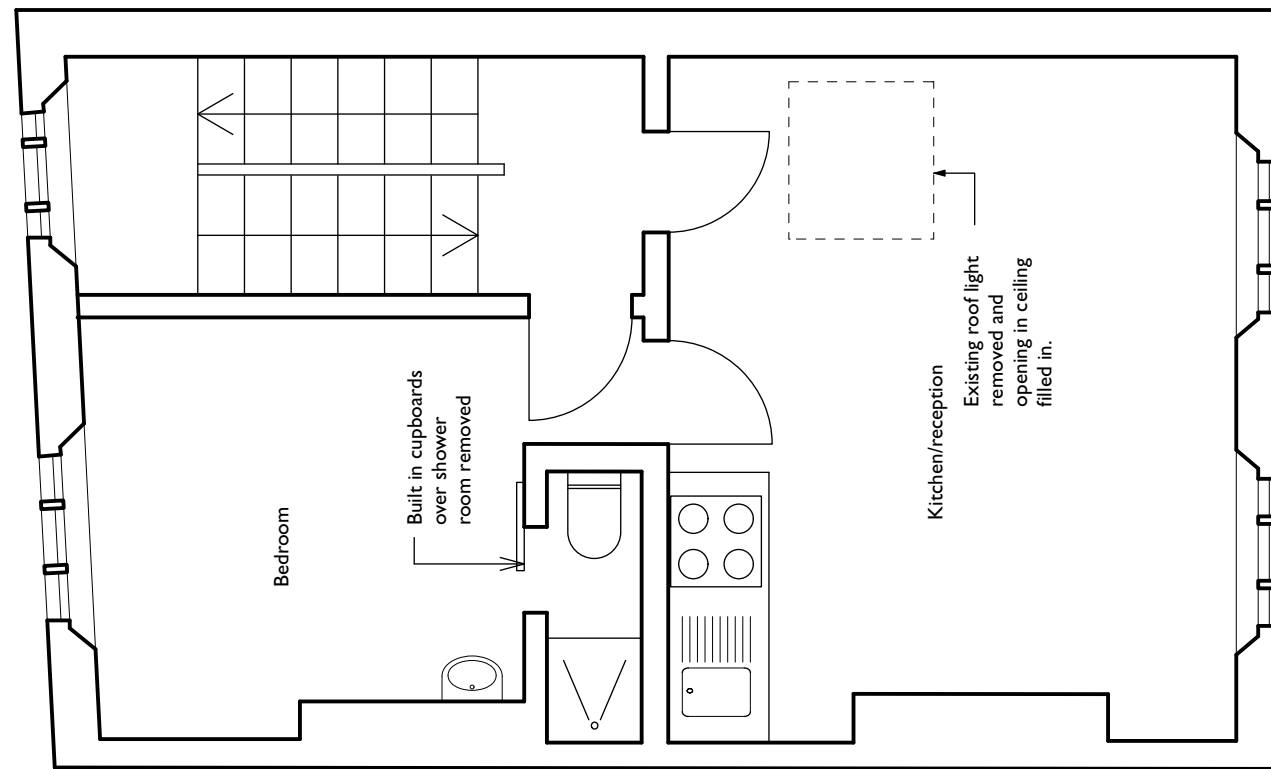 Bedroom
Built in cupboards
over shower
room removed
Kitchen/reception
Existing roof light
removed and
opening in ceiling
filled in.